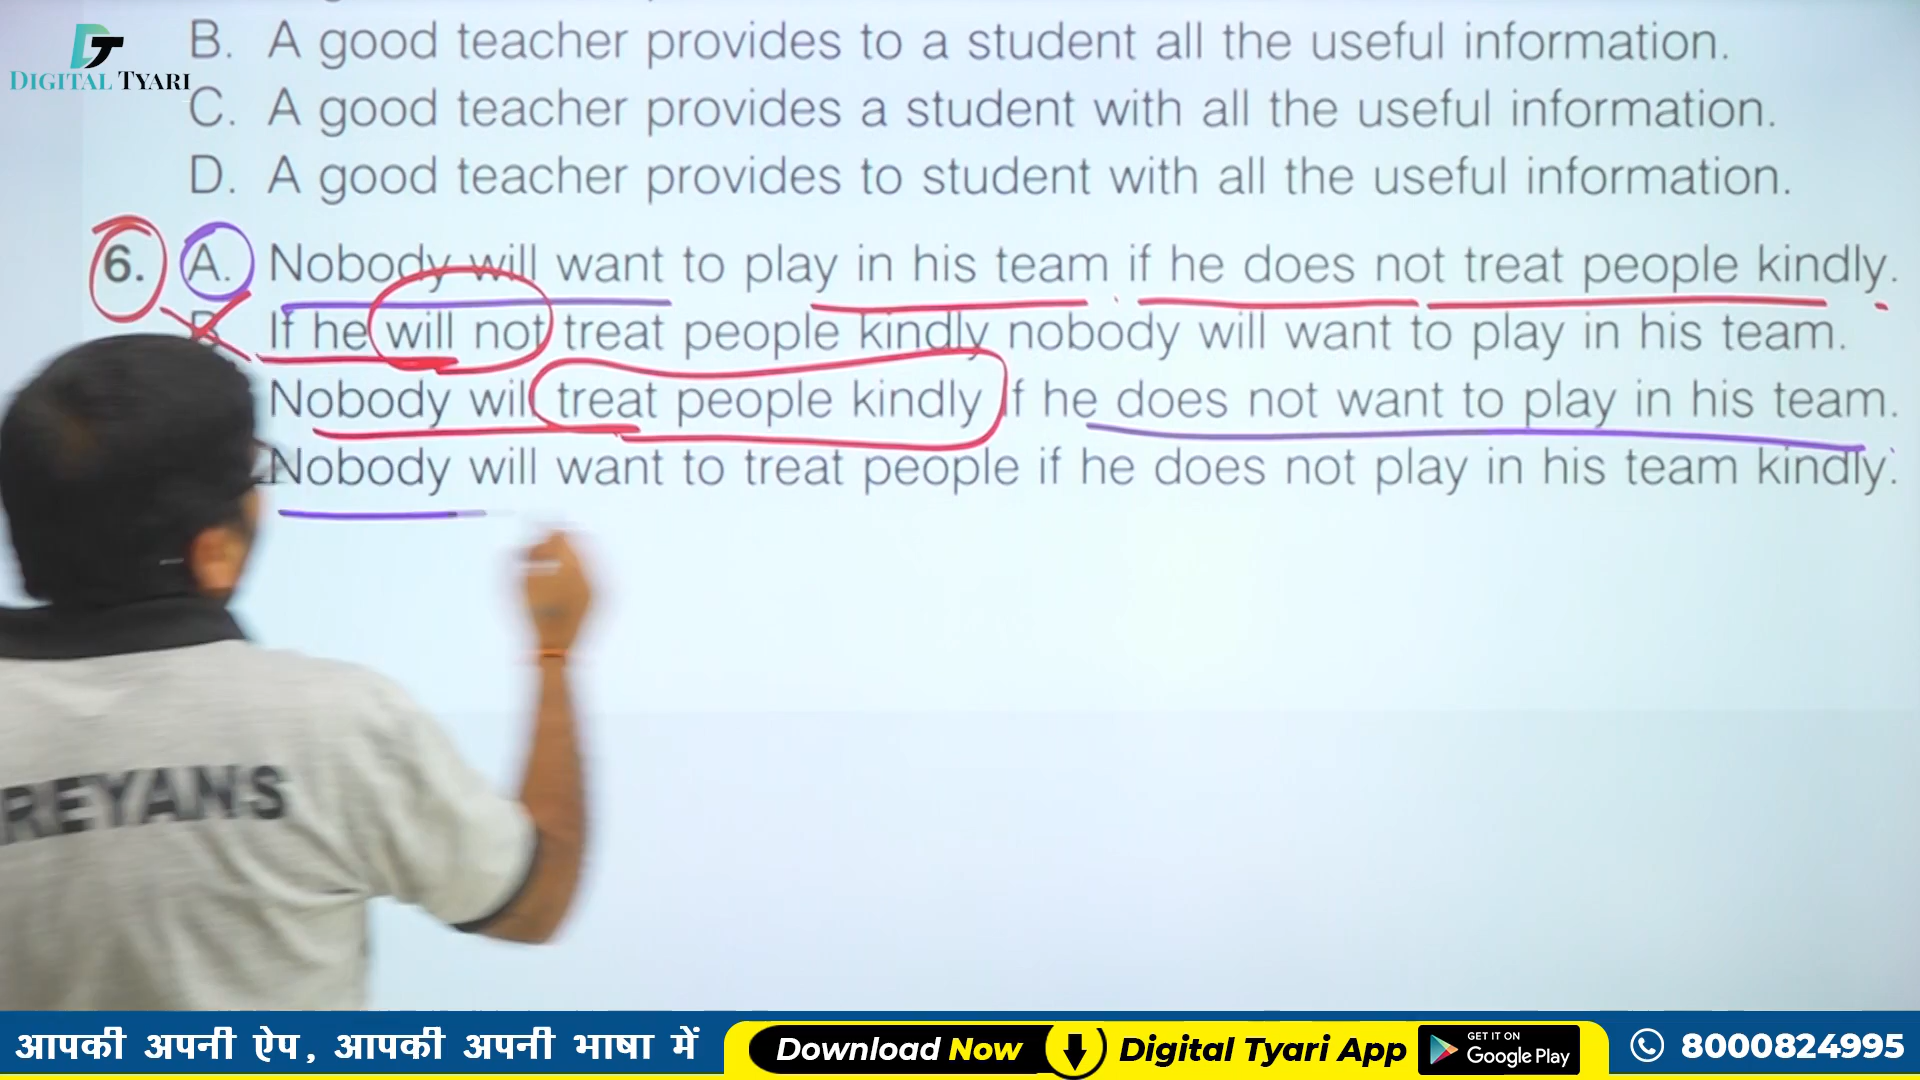 DIGITAL TYARI
B. A good teacher provides to a student all the useful information.
C. A good teacher provides a student with all the useful information.
D. A good teacher provides to student with all the useful information.
6. A. Nobody will want to play in his team if he does not treat people kindly.
B. If he will not treat people kindly nobody will want to play in his team.
Nobody will treat people kindly if he does not want to play in his team.
Nobody will want to treat people if he does not play in his team kindly.
REYANS
आपकी अपनी ऐप, आपकी अपनी भाषा में
Download Now
Digital Tyari App
GET IT ON
Google Play
8000824995